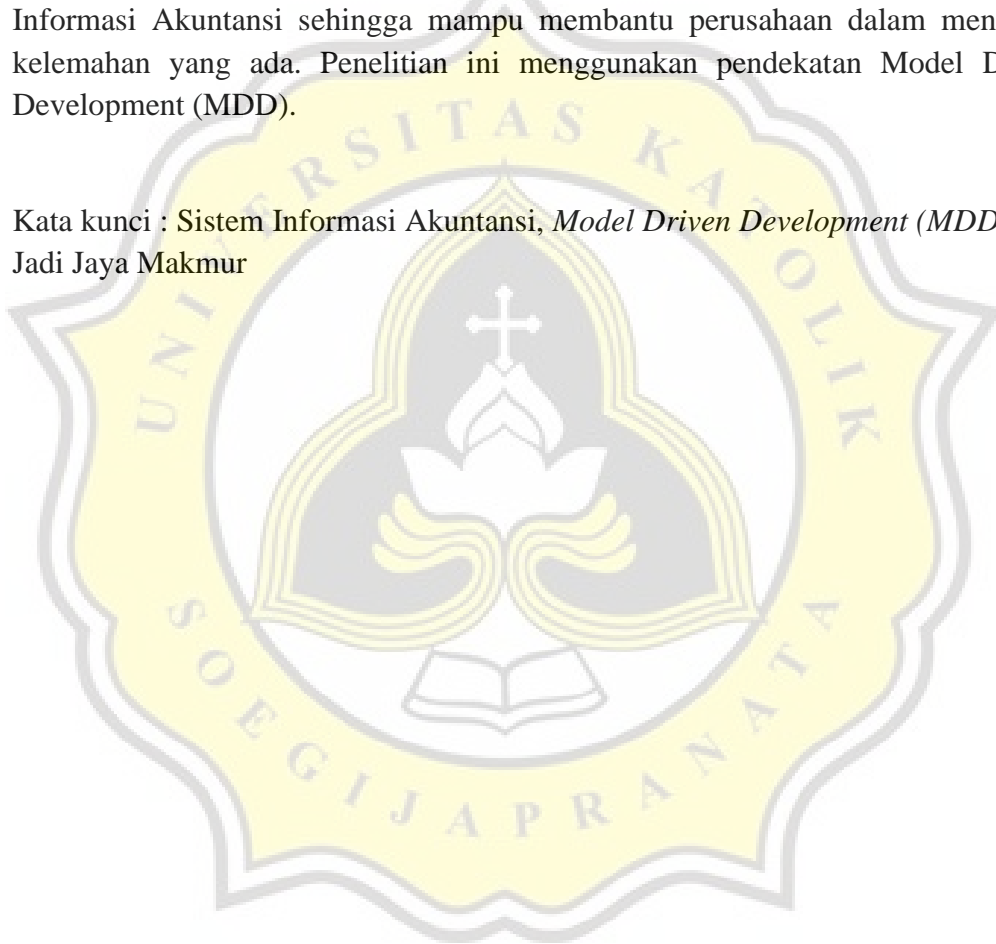 Informasi Akuntansi sehingga mampu membantu perusahaan dalam men
kelemahan yang ada. Penelitian ini menggunakan pendekatan Model D
Development (MDD).
Kata kunci : Sistem Informasi Akuntansi, Model Driven Development (MDD
Jadi Jaya Makmur
UNIVERSITAS KATOLIK
SOEGIJAPRANATA